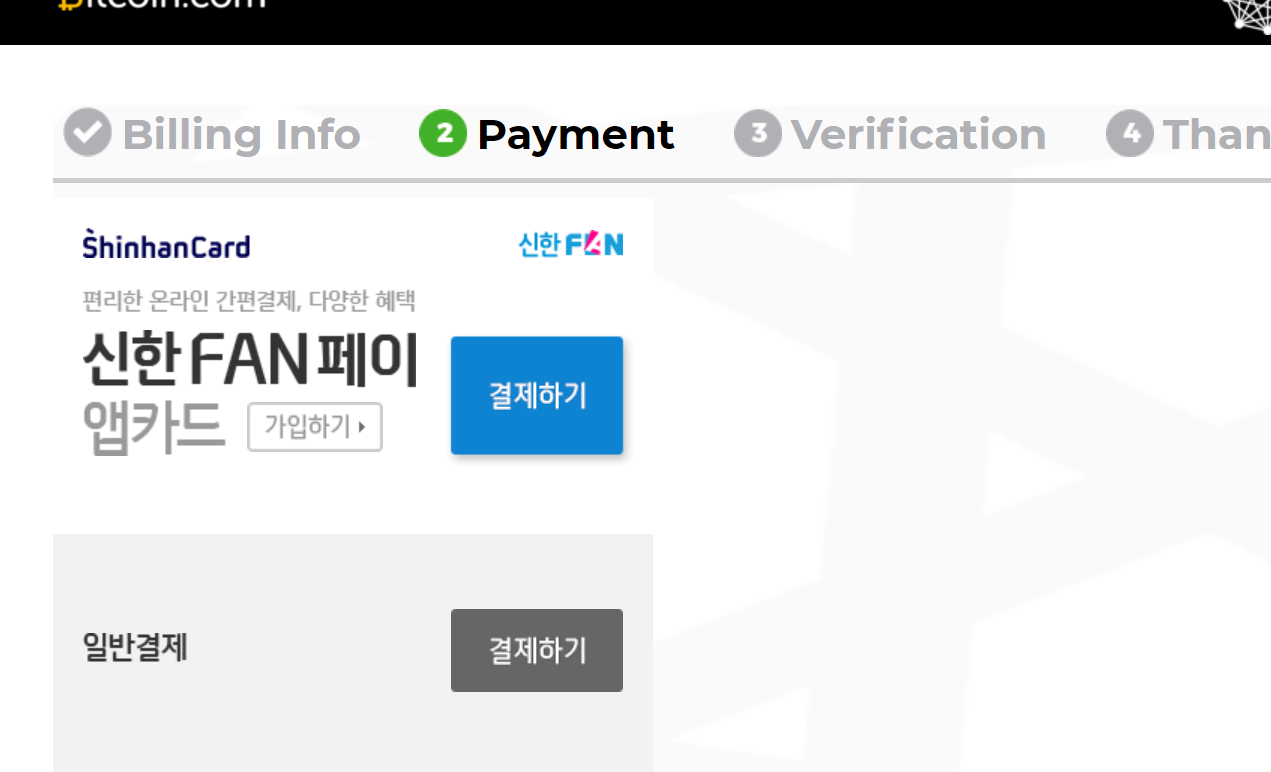 Bitcoin.com
Billing Info 2 Payment 3 Verification 4 Than
ShinhanCard 신한 FAN
편리한 온라인 간편결제, 다양한 혜택
신한 FAN 페이
앱카드 가입하기
결제하기
일반결제 결제하기